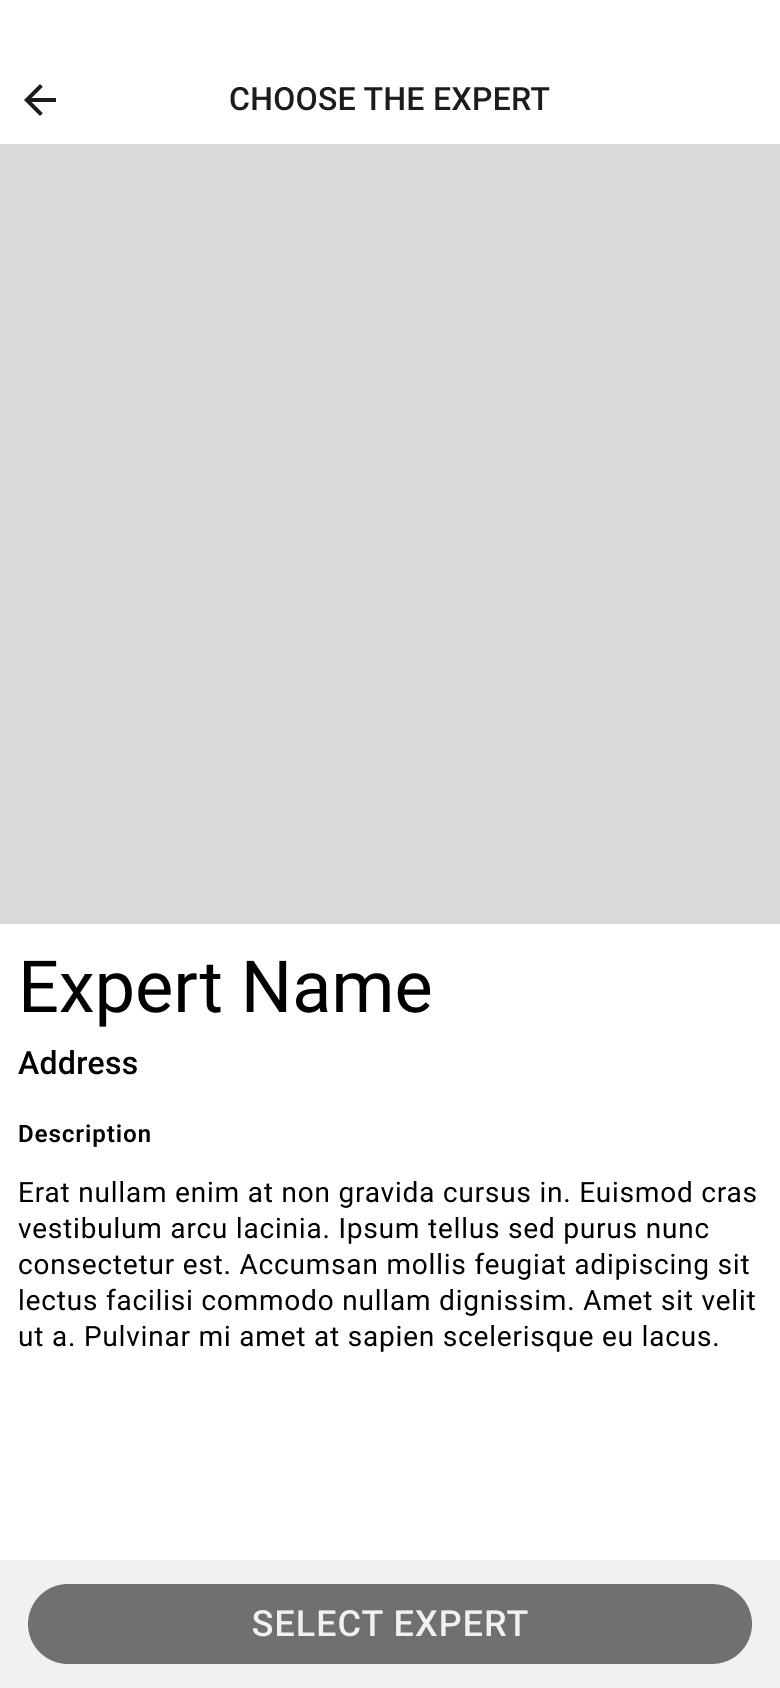 CHOOSE THE EXPERT
Expert Name
Address
Description
Erat nullam enim at non gravida cursus in. Euismod cras
vestibulum arcu lacinia. Ipsum tellus sed purus nunc
consectetur est. Accumsan mollis feugiat adipiscing sit
lectus facilisi commodo nullam dignissim. Amet sit velit
ut a. Pulvinar mi amet at sapien scelerisque eu lacus.
SELECT EXPERT